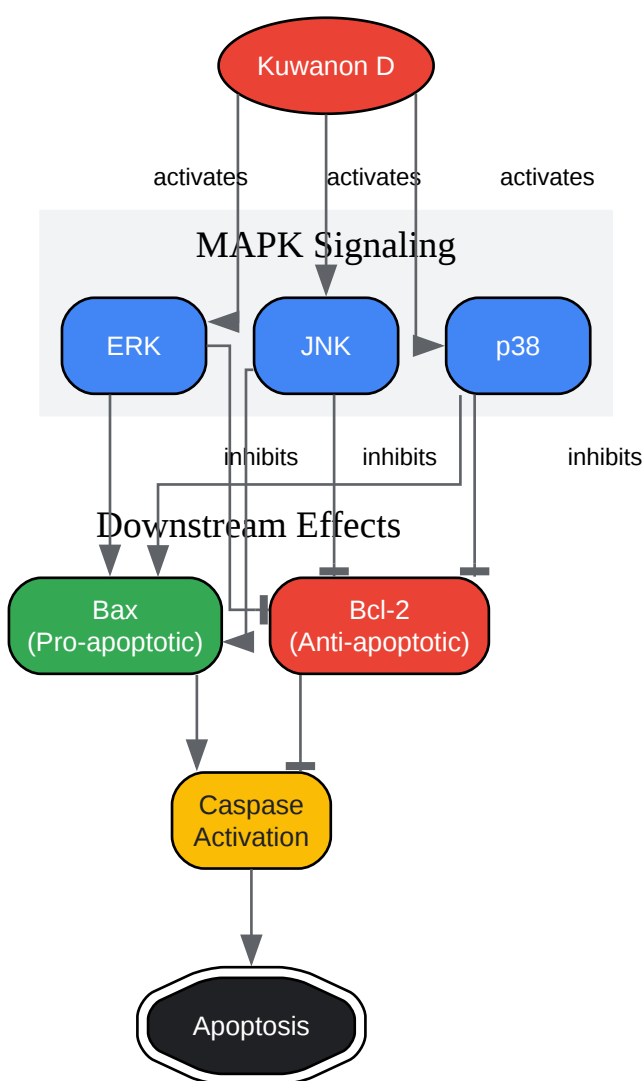 Kuwanon D
activates
activates
activates
MAPK Signaling
ERK
JNK
p38
inhibits
inhibits
inhibits
Downstream Effects
Bax
(Pro-apoptotic)
Bcl-2
(Anti-apoptotic)
Caspase
Activation
Apoptosis